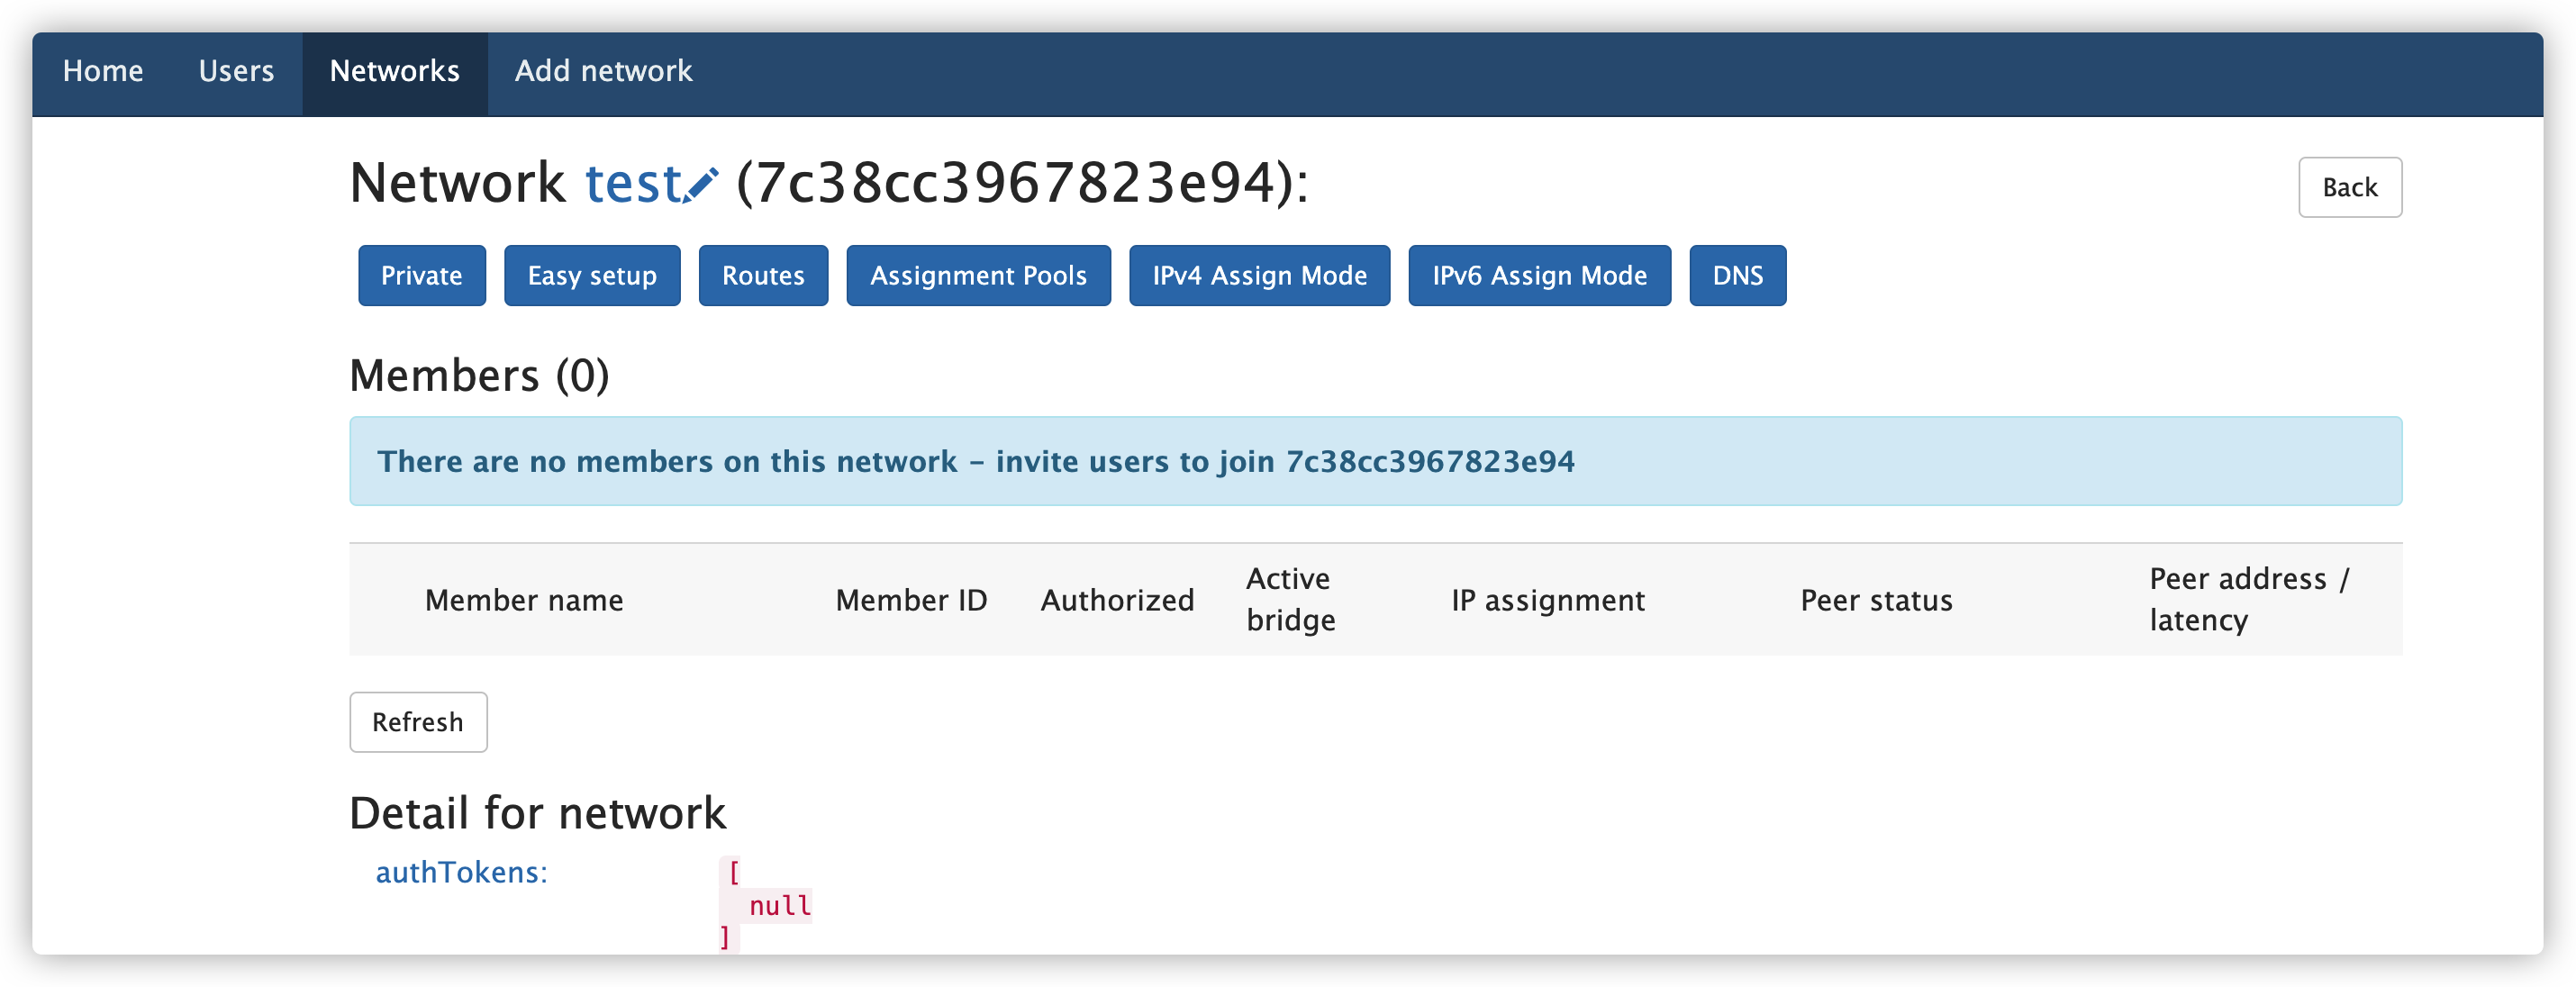 Home Users Networks Add network
Network test (7c38cc3967823e94):
Back
Private Easy setup Routes Assignment Pools IPv4 Assign Mode IPv6 Assign Mode DNS
Members (0)
There are no members on this network – invite users to join 7c38cc3967823e94
Member name Member ID Authorized Active bridge IP assignment Peer status Peer address / latency
Refresh
Detail for network
authTokens: [
null
]